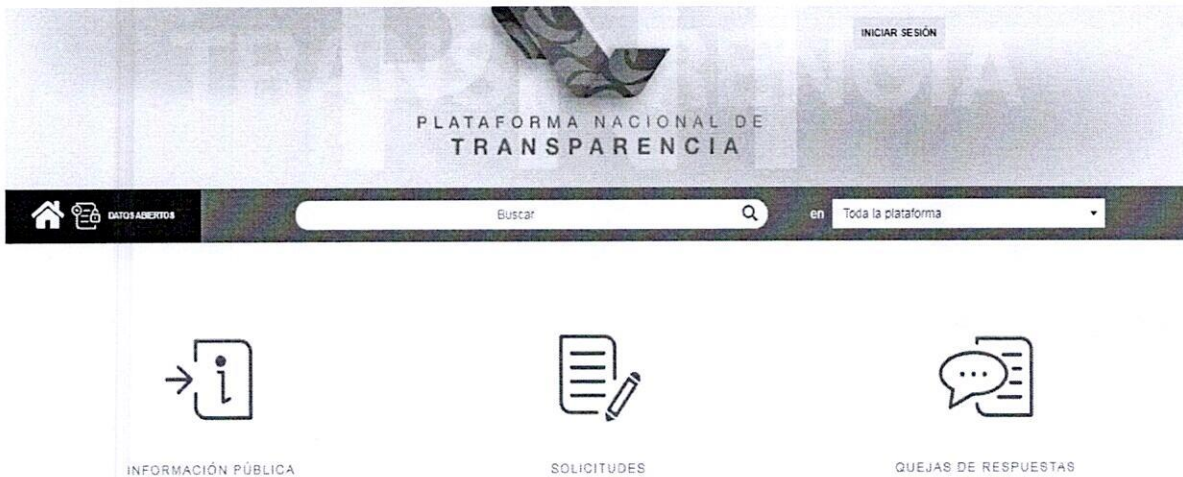 INICIAR SESIÓN
PLATAFORMA NACIONAL DE
TRANSPARENCIA
DATOS ABIERTOS
Buscar
en
Toda la plataforma
INFORMACIÓN PÚBLICA
SOLICITUDES
QUEJAS DE RESPUESTAS